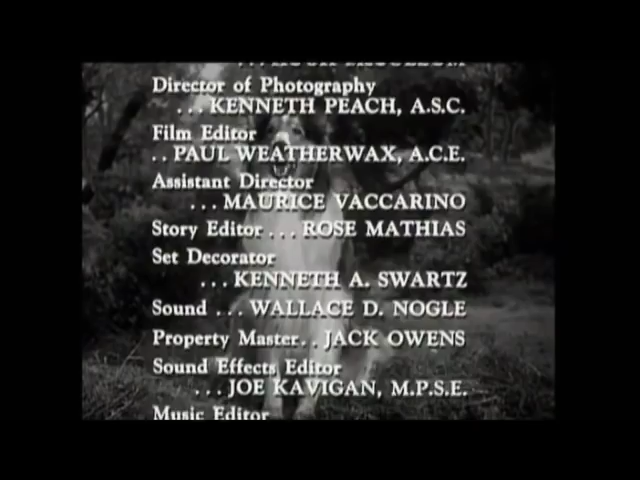 Director of Photography
... KENNETH PEACH, A.S.C.
Film Editor
.. PAUL WEATHERWAX, A.C.E.
Assistant Director
... MAURICE VACCARINO
Story Editor ... ROSE MATHIAS
Set Decorator
... KENNETH A. SWARTZ
Sound ... WALLACE D. NOGLE
Property Master.. JACK OWENS
Sound Effects Editor
... JOE KAVIGAN, M.P.S.E.
Music Editor